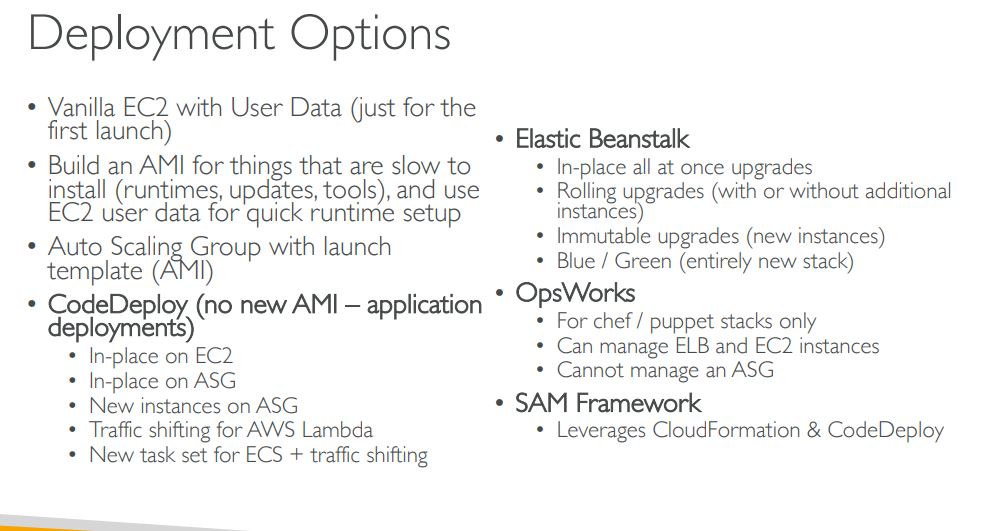 Deployment Options
• Vanilla EC2 with User Data (just for the
first launch)
• Build an AMI for things that are slow to
install (runtimes, updates, tools), and use
EC2 user data for quick runtime setup
• Auto Scaling Group with launch
template (AMI)
• CodeDeploy (no new AMI – application
deployments)
• In-place on EC2
• In-place on ASG
• New instances on ASG
• Traffic shifting for AWS Lambda
• New task set for ECS + traffic shifting
• Elastic Beanstalk
• In-place all at once upgrades
• Rolling upgrades (with or without additional
instances)
• Immutable upgrades (new instances)
• Blue / Green (entirely new stack)
• OpsWorks
• For chef / puppet stacks only
• Can manage ELB and EC2 instances
• Cannot manage an ASG
• SAM Framework
• Leverages CloudFormation & CodeDeploy